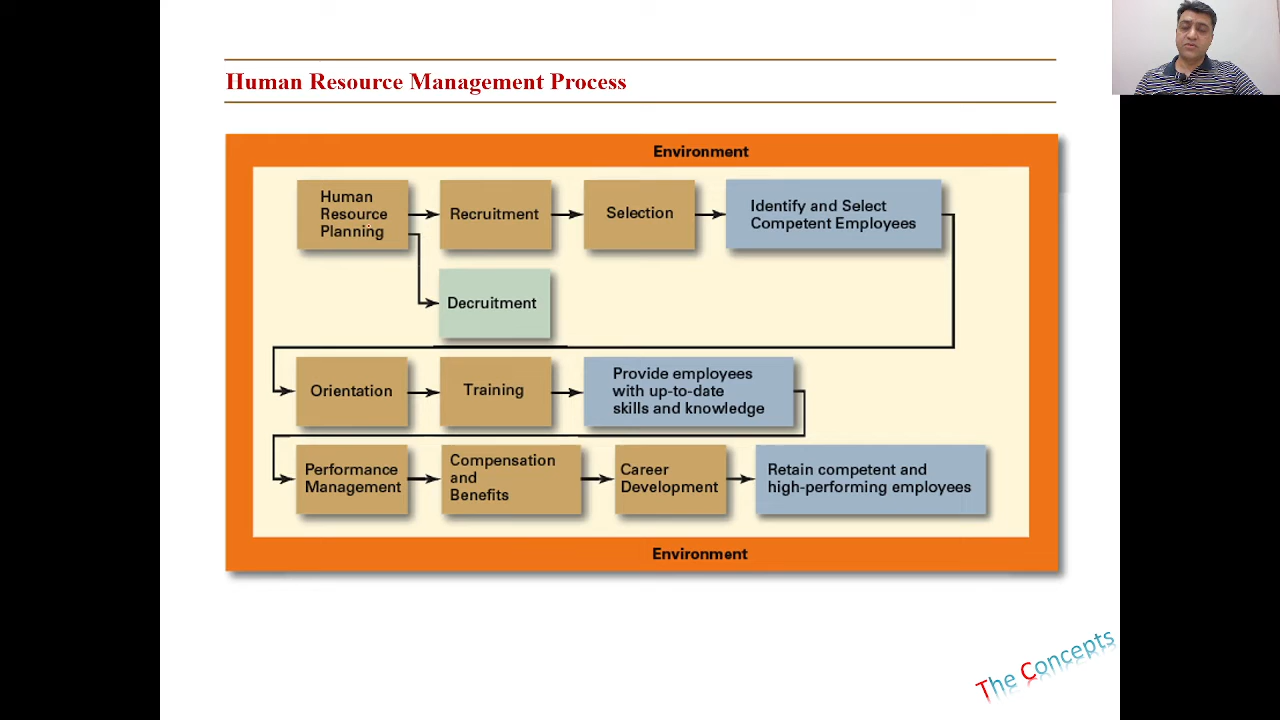 Human Resource Management Process
Environment
Human
Resource
Planning
Recruitment
Selection
Identify and Select
Competent Employees
Decruitment
Orientation
Training
Provide employees
with up-to-date
skills and knowledge
Performance
Management
Compensation
and
Benefits
Career
Development
Retain competent and
high-performing employees
Environment
The Concepts